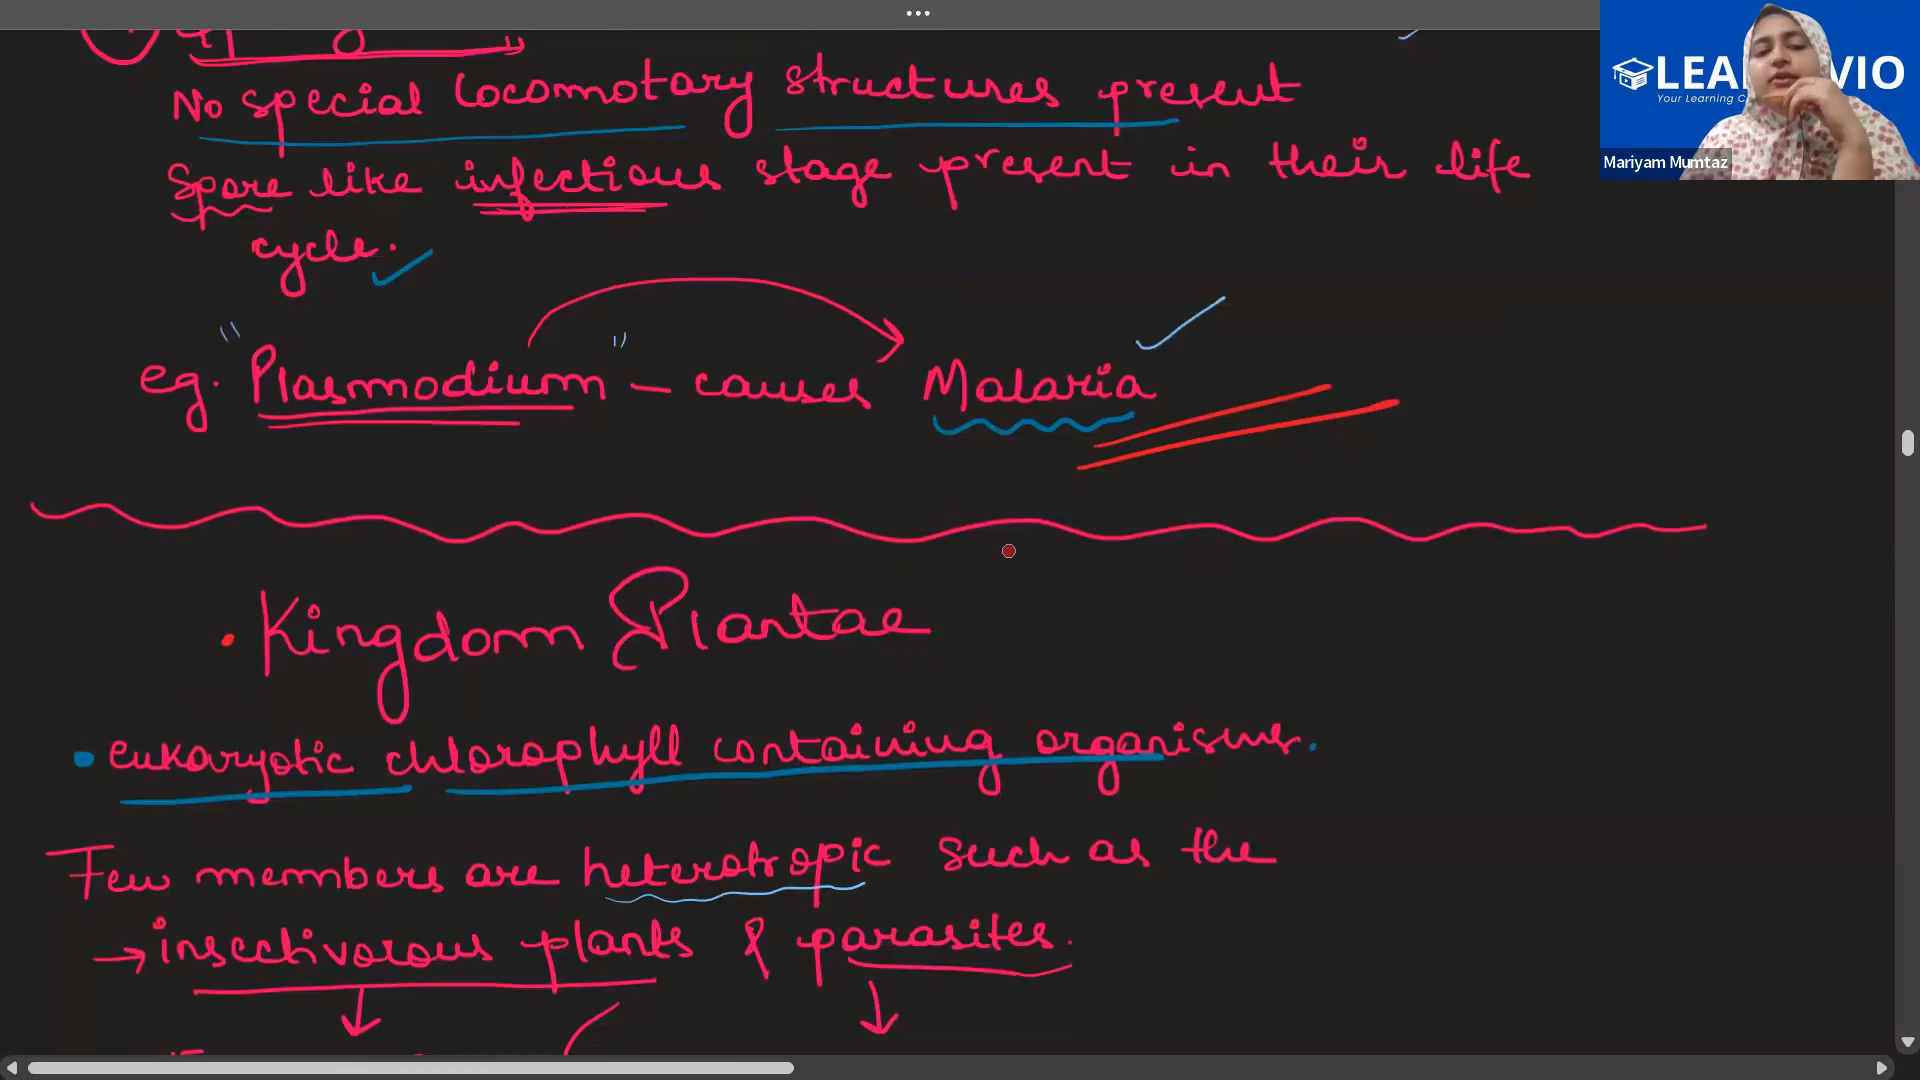 No special locomotary structures present
Spore like infectious stage present in their life
cycle.
eg. "Plasmodium" – causes Malaria
• Kingdom Plantae
• eukaryotic chlorophyll containing organisms.
Few members are heterotropic such as the
→ insectivorous plants & parasites.
LEA VIO
Your Learning C
Mariyam Mumtaz